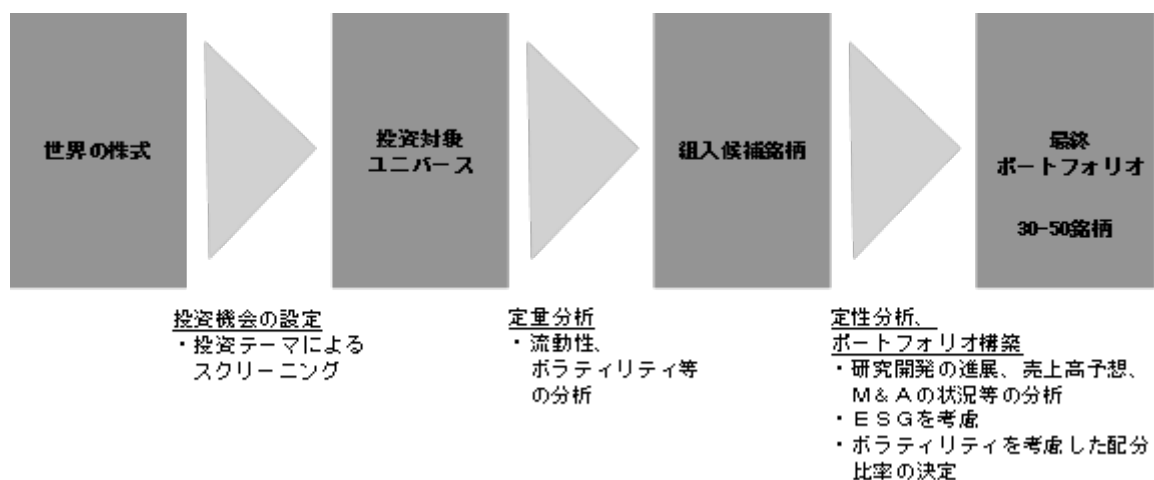 世界の株式
投資対象
ユニバース
組入候補銘柄
最終
ポートフォリオ
30-50銘柄
投資機会の設定
・投資テーマによる
スクリーニング
定量分析
・流動性、
ボラティリティ等
の分析
定性分析、
ポートフォリオ構築
・研究開発の進展、売上高予想、
M&Aの状況等の分析
・ESGを考慮
・ボラティリティを考慮した配分
比率の決定